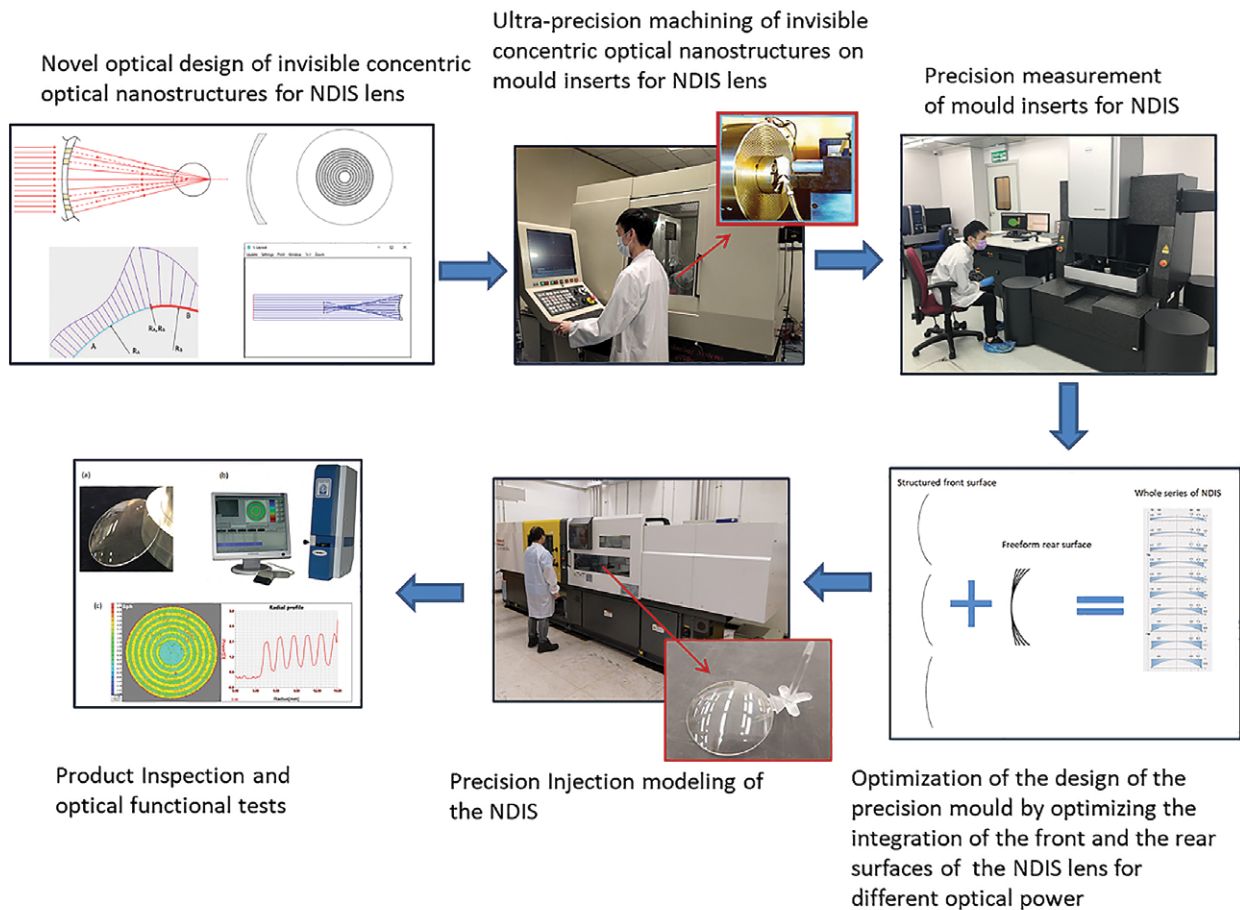 Novel optical design of invisible concentric
optical nanostructures for NDIS lens
Ultra-precision machining of invisible
concentric optical nanostructures on
mould inserts for NDIS lens
Precision measurement
of mould inserts for NDIS
A
B
Structured front surface
Freeform rear surface
Whole series of NDIS
Optimization of the design of the
precision mould by optimizing the
integration of the front and the rear
surfaces of the NDIS lens for
different optical power
Precision Injection modeling of
the NDIS
(a)
(b)
(c)
Radial profile
Radius[mm]
Product Inspection and
optical functional tests